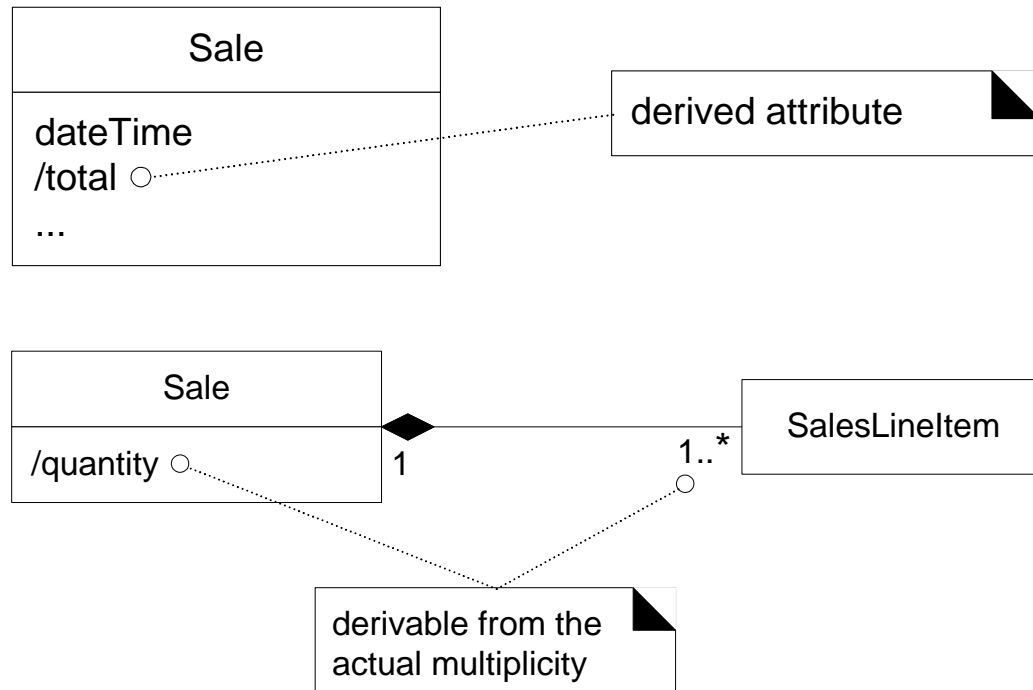 Sale
dateTime
/total
...
derived attribute
Sale
/quantity
1
1..*
SalesLineItem
derivable from the
actual multiplicity